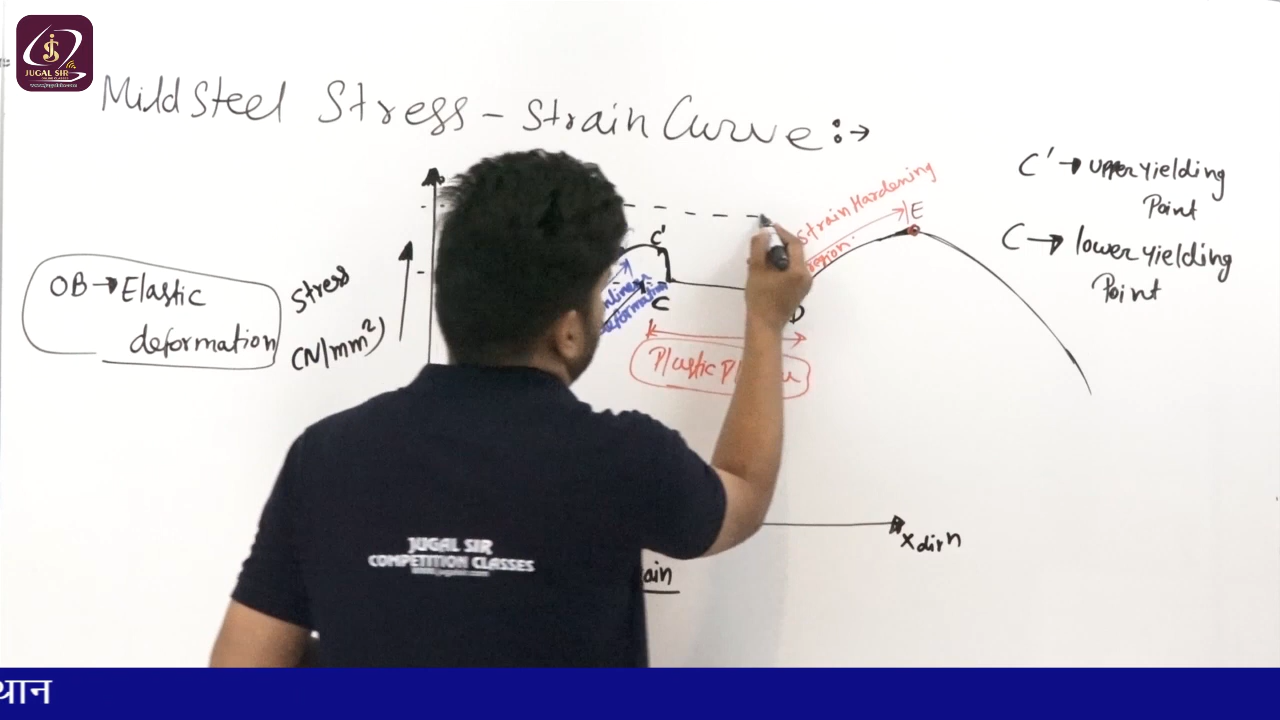 JUGAL SIR
Mild Steel Stress - Strain Curve :→
C' → upper yielding
Point
C → lower yielding
Point
OB → Elastic
deformation
Stress
(N/mm²)
Strain Hardening
region.
E
C'
C
D
Plastic
x dirn
JUGAL SIR
COMPETITION CLASSES